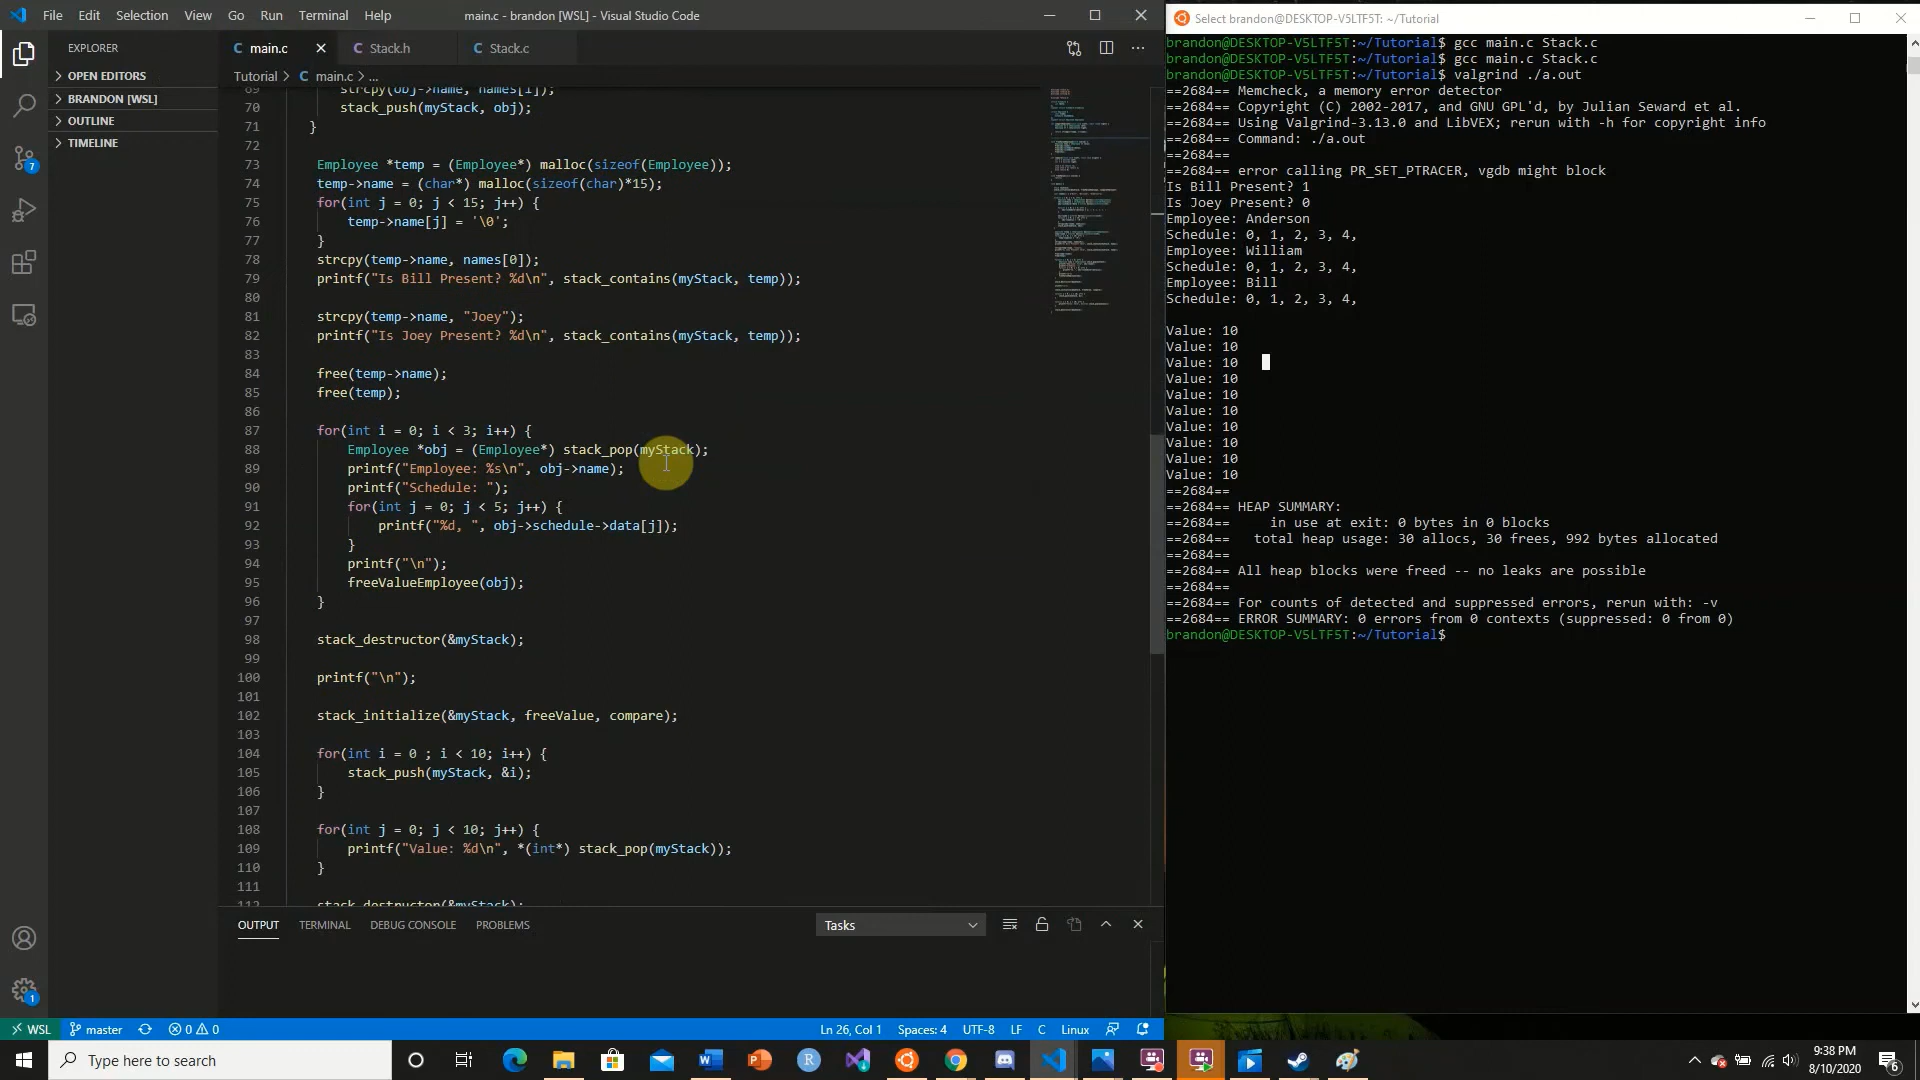 File Edit Selection View Go Run Terminal Help
main.c - brandon [WSL] - Visual Studio Code
EXPLORER
OPEN EDITORS
BRANDON [WSL]
OUTLINE
TIMELINE
7
1
C main.c
C Stack.h
C Stack.c
Tutorial > C main.c > ...
69 strcpy(obj->name, names[i]);
70 stack_push(myStack, obj);
71 }
72
73 Employee *temp = (Employee*) malloc(sizeof(Employee));
74 temp->name = (char*) malloc(sizeof(char)*15);
75 for(int j = 0; j < 15; j++) {
76 temp->name[j] = '\0';
77 }
78 strcpy(temp->name, names[0]);
79 printf("Is Bill Present? %d\n", stack_contains(myStack, temp));
80
81 strcpy(temp->name, "Joey");
82 printf("Is Joey Present? %d\n", stack_contains(myStack, temp));
83
84 free(temp->name);
85 free(temp);
86
87 for(int i = 0; i < 3; i++) {
88 Employee *obj = (Employee*) stack_pop(myStack);
89 printf("Employee: %s\n", obj->name);
90 printf("Schedule: ");
91 for(int j = 0; j < 5; j++) {
92 printf("%d, ", obj->schedule->data[j]);
93 }
94 printf("\n");
95 freeValueEmployee(obj);
96 }
97
98 stack_destructor(&myStack);
99
100 printf("\n");
101
102 stack_initialize(&myStack, freeValue, compare);
103
104 for(int i = 0 ; i < 10; i++) {
105 stack_push(myStack, &i);
106 }
107
108 for(int j = 0; j < 10; j++) {
109 printf("Value: %d\n", *(int*) stack_pop(myStack));
110 }
111
112 stack_destructor(&myStack);
OUTPUT TERMINAL DEBUG CONSOLE PROBLEMS
Tasks
WSL master 0 0
Ln 26, Col 1 Spaces: 4 UTF-8 LF C Linux
Select brandon@DESKTOP-V5LTF5T: ~/Tutorial
brandon@DESKTOP-V5LTF5T:~/Tutorial$ gcc main.c Stack.c
brandon@DESKTOP-V5LTF5T:~/Tutorial$ gcc main.c Stack.c
brandon@DESKTOP-V5LTF5T:~/Tutorial$ valgrind ./a.out
==2684== Memcheck, a memory error detector
==2684== Copyright (C) 2002-2017, and GNU GPL'd, by Julian Seward et al.
==2684== Using Valgrind-3.13.0 and LibVEX; rerun with -h for copyright info
==2684== Command: ./a.out
==2684==
==2684== error calling PR_SET_PTRACER, vgdb might block
Is Bill Present? 1
Is Joey Present? 0
Employee: Anderson
Schedule: 0, 1, 2, 3, 4,
Employee: William
Schedule: 0, 1, 2, 3, 4,
Employee: Bill
Schedule: 0, 1, 2, 3, 4,
Value: 10
Value: 10
Value: 10
Value: 10
Value: 10
Value: 10
Value: 10
Value: 10
Value: 10
Value: 10
==2684==
==2684== HEAP SUMMARY:
==2684== in use at exit: 0 bytes in 0 blocks
==2684== total heap usage: 30 allocs, 30 frees, 992 bytes allocated
==2684==
==2684== All heap blocks were freed -- no leaks are possible
==2684==
==2684== For counts of detected and suppressed errors, rerun with: -v
==2684== ERROR SUMMARY: 0 errors from 0 contexts (suppressed: 0 from 0)
brandon@DESKTOP-V5LTF5T:~/Tutorial$
Type here to search
9:38 PM
8/10/2020
6